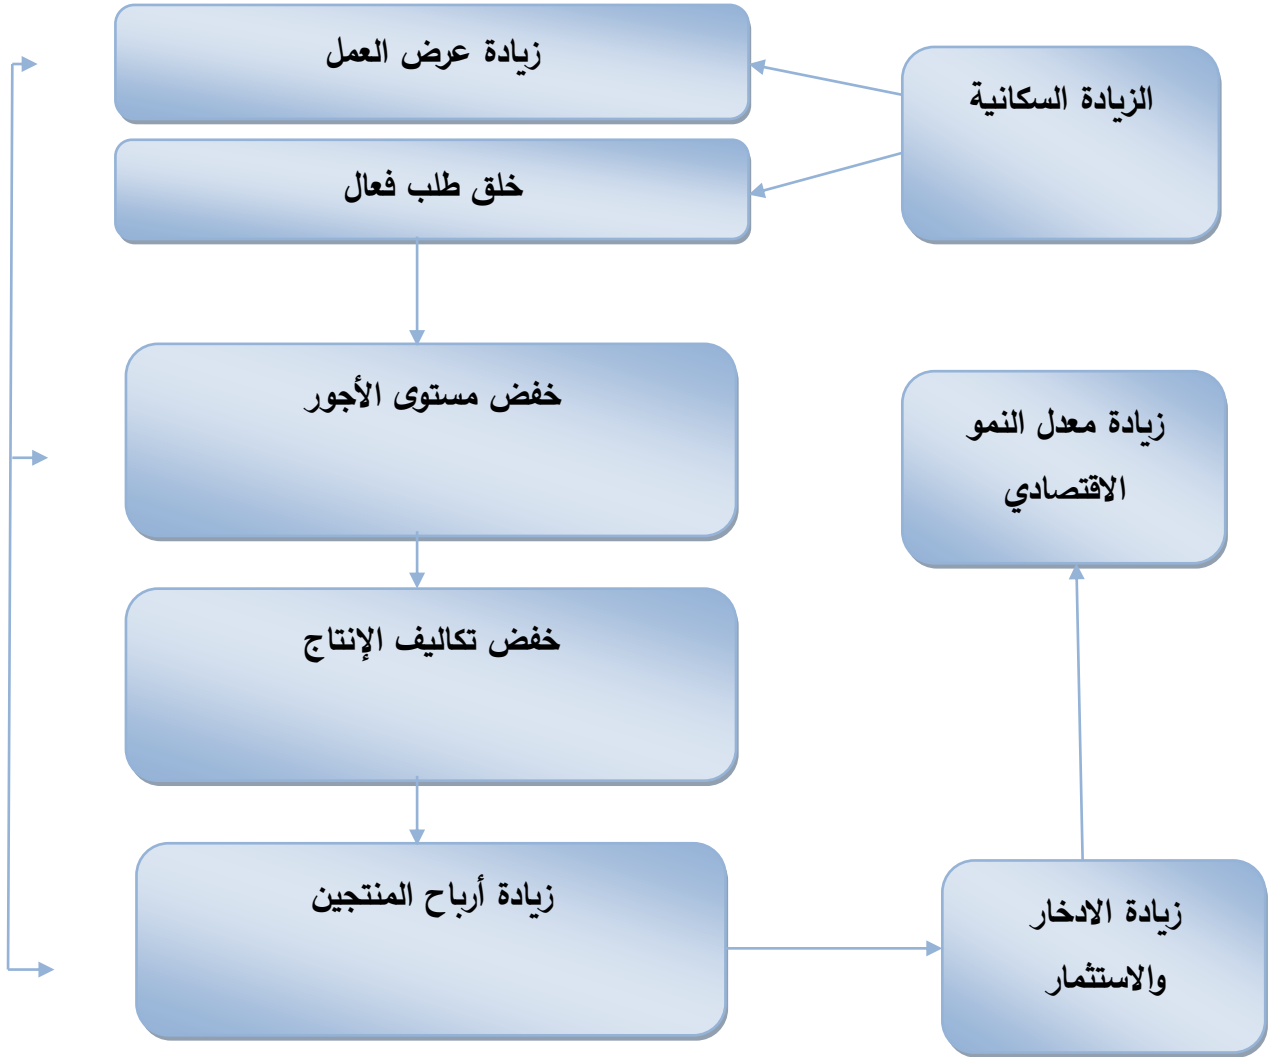 زيادة عرض العمل
الزيادة السكانية
خلق طلب فعال
خفض مستوى الأجور
زيادة معدل النمو
الاقتصادي
خفض تكاليف الإنتاج
زيادة أرباح المنتجين
زيادة الادخار
والاستثمار